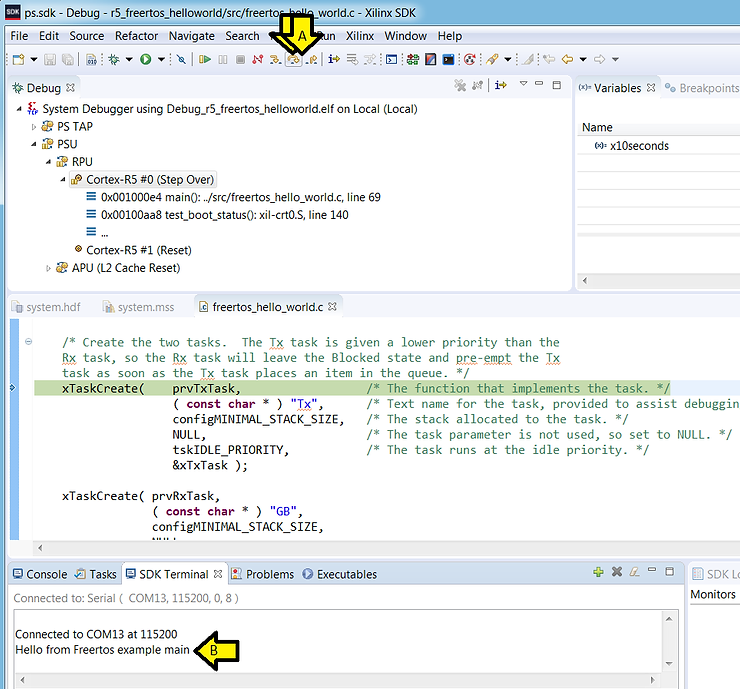 ps.sdk - Debug - r5_freertos_helloworld/src/freertos_hello_world.c - Xilinx SDK
File Edit Source Refactor Navigate Search Run Xilinx Window Help
A
Debug
System Debugger using Debug_r5_freertos_helloworld.elf on Local (Local)
PS TAP
PSU
RPU
Cortex-R5 #0 (Step Over)
0x001000e4 main(): ../src/freertos_hello_world.c, line 69
0x00100aa8 test_boot_status(): xil-crt0.S, line 140
...
Cortex-R5 #1 (Reset)
APU (L2 Cache Reset)
(x)= Variables Breakpoints
Name
(x)= x10seconds
system.hdf system.mss freertos_hello_world.c
/* Create the two tasks. The Tx task is given a lower priority than the
Rx task, so the Rx task will leave the Blocked state and pre-empt the Tx
task as soon as the Tx task places an item in the queue. */
xTaskCreate( prvTxTask, /* The function that implements the task. */
( const char * ) "Tx", /* Text name for the task, provided to assist debuggin
configMINIMAL_STACK_SIZE, /* The stack allocated to the task. */
NULL, /* The task parameter is not used, so set to NULL. */
tskIDLE_PRIORITY, /* The task runs at the idle priority. */
&xTxTask );
xTaskCreate( prvRxTask,
( const char * ) "GB",
configMINIMAL_STACK_SIZE,
Console Tasks SDK Terminal Problems Executables
Connected to: Serial ( COM13, 115200, 0, 8 )
Connected to COM13 at 115200
Hello from Freertos example main
B
SDK Lo
Monitors